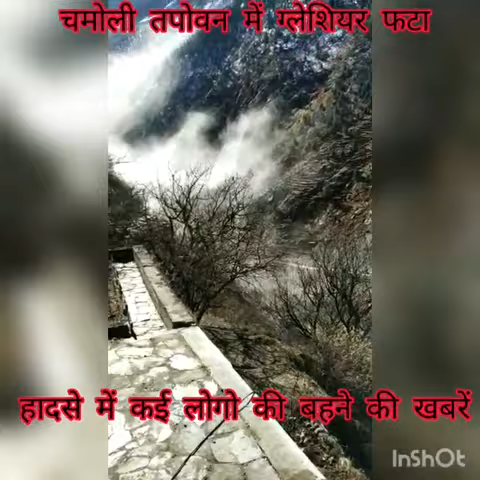 चमोली तपोवन में ग्लेशियर फटा
हादसे में कई लोगो की बहने की खबरें
InShOt